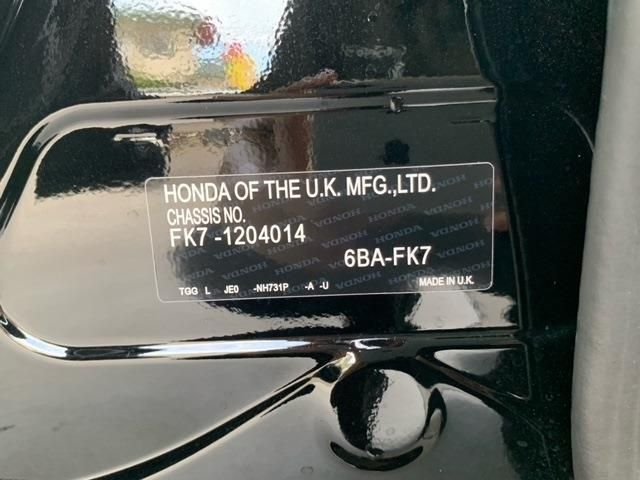 HONDA OF THE U.K. MFG.,LTD.
CHASSIS NO.
FK7 -1204014
6BA-FK7
TGG L JE0 -NH731P -A -U
MADE IN U.K.